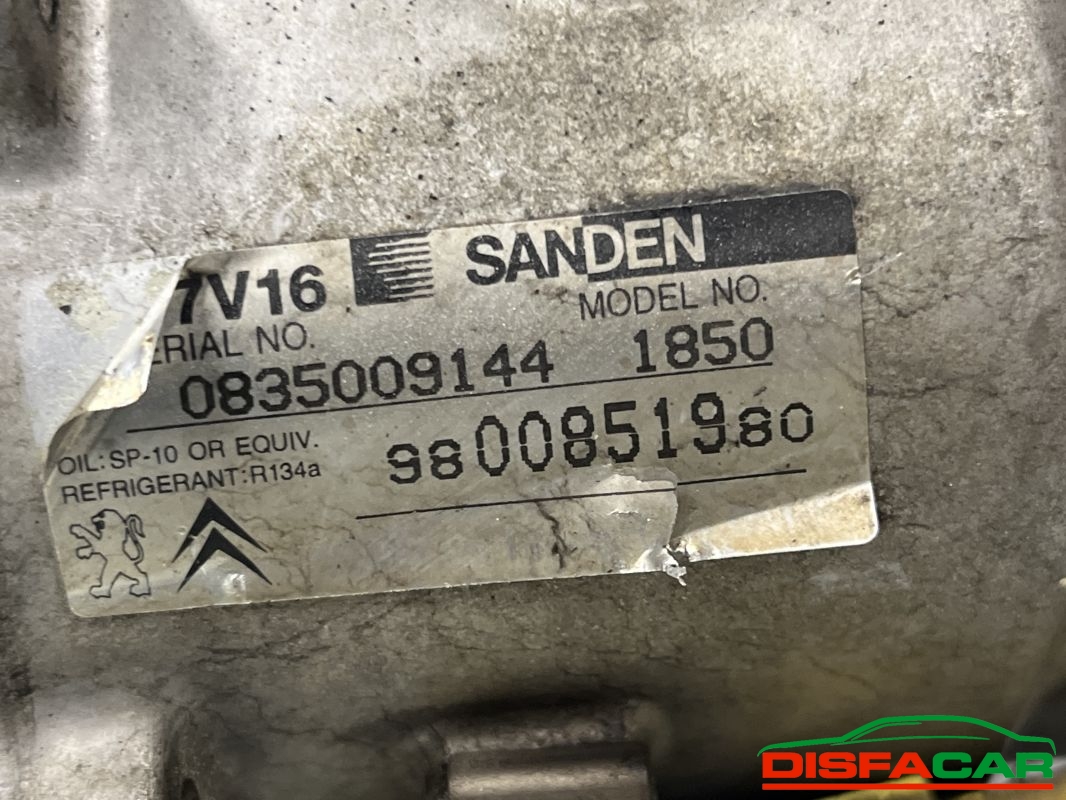 7V16 SANDEN
ERIAL NO. MODEL NO.
0835009144 1850
OIL: SP-10 OR EQUIV.
REFRIGERANT: R134a
9800851980
DISFACAR